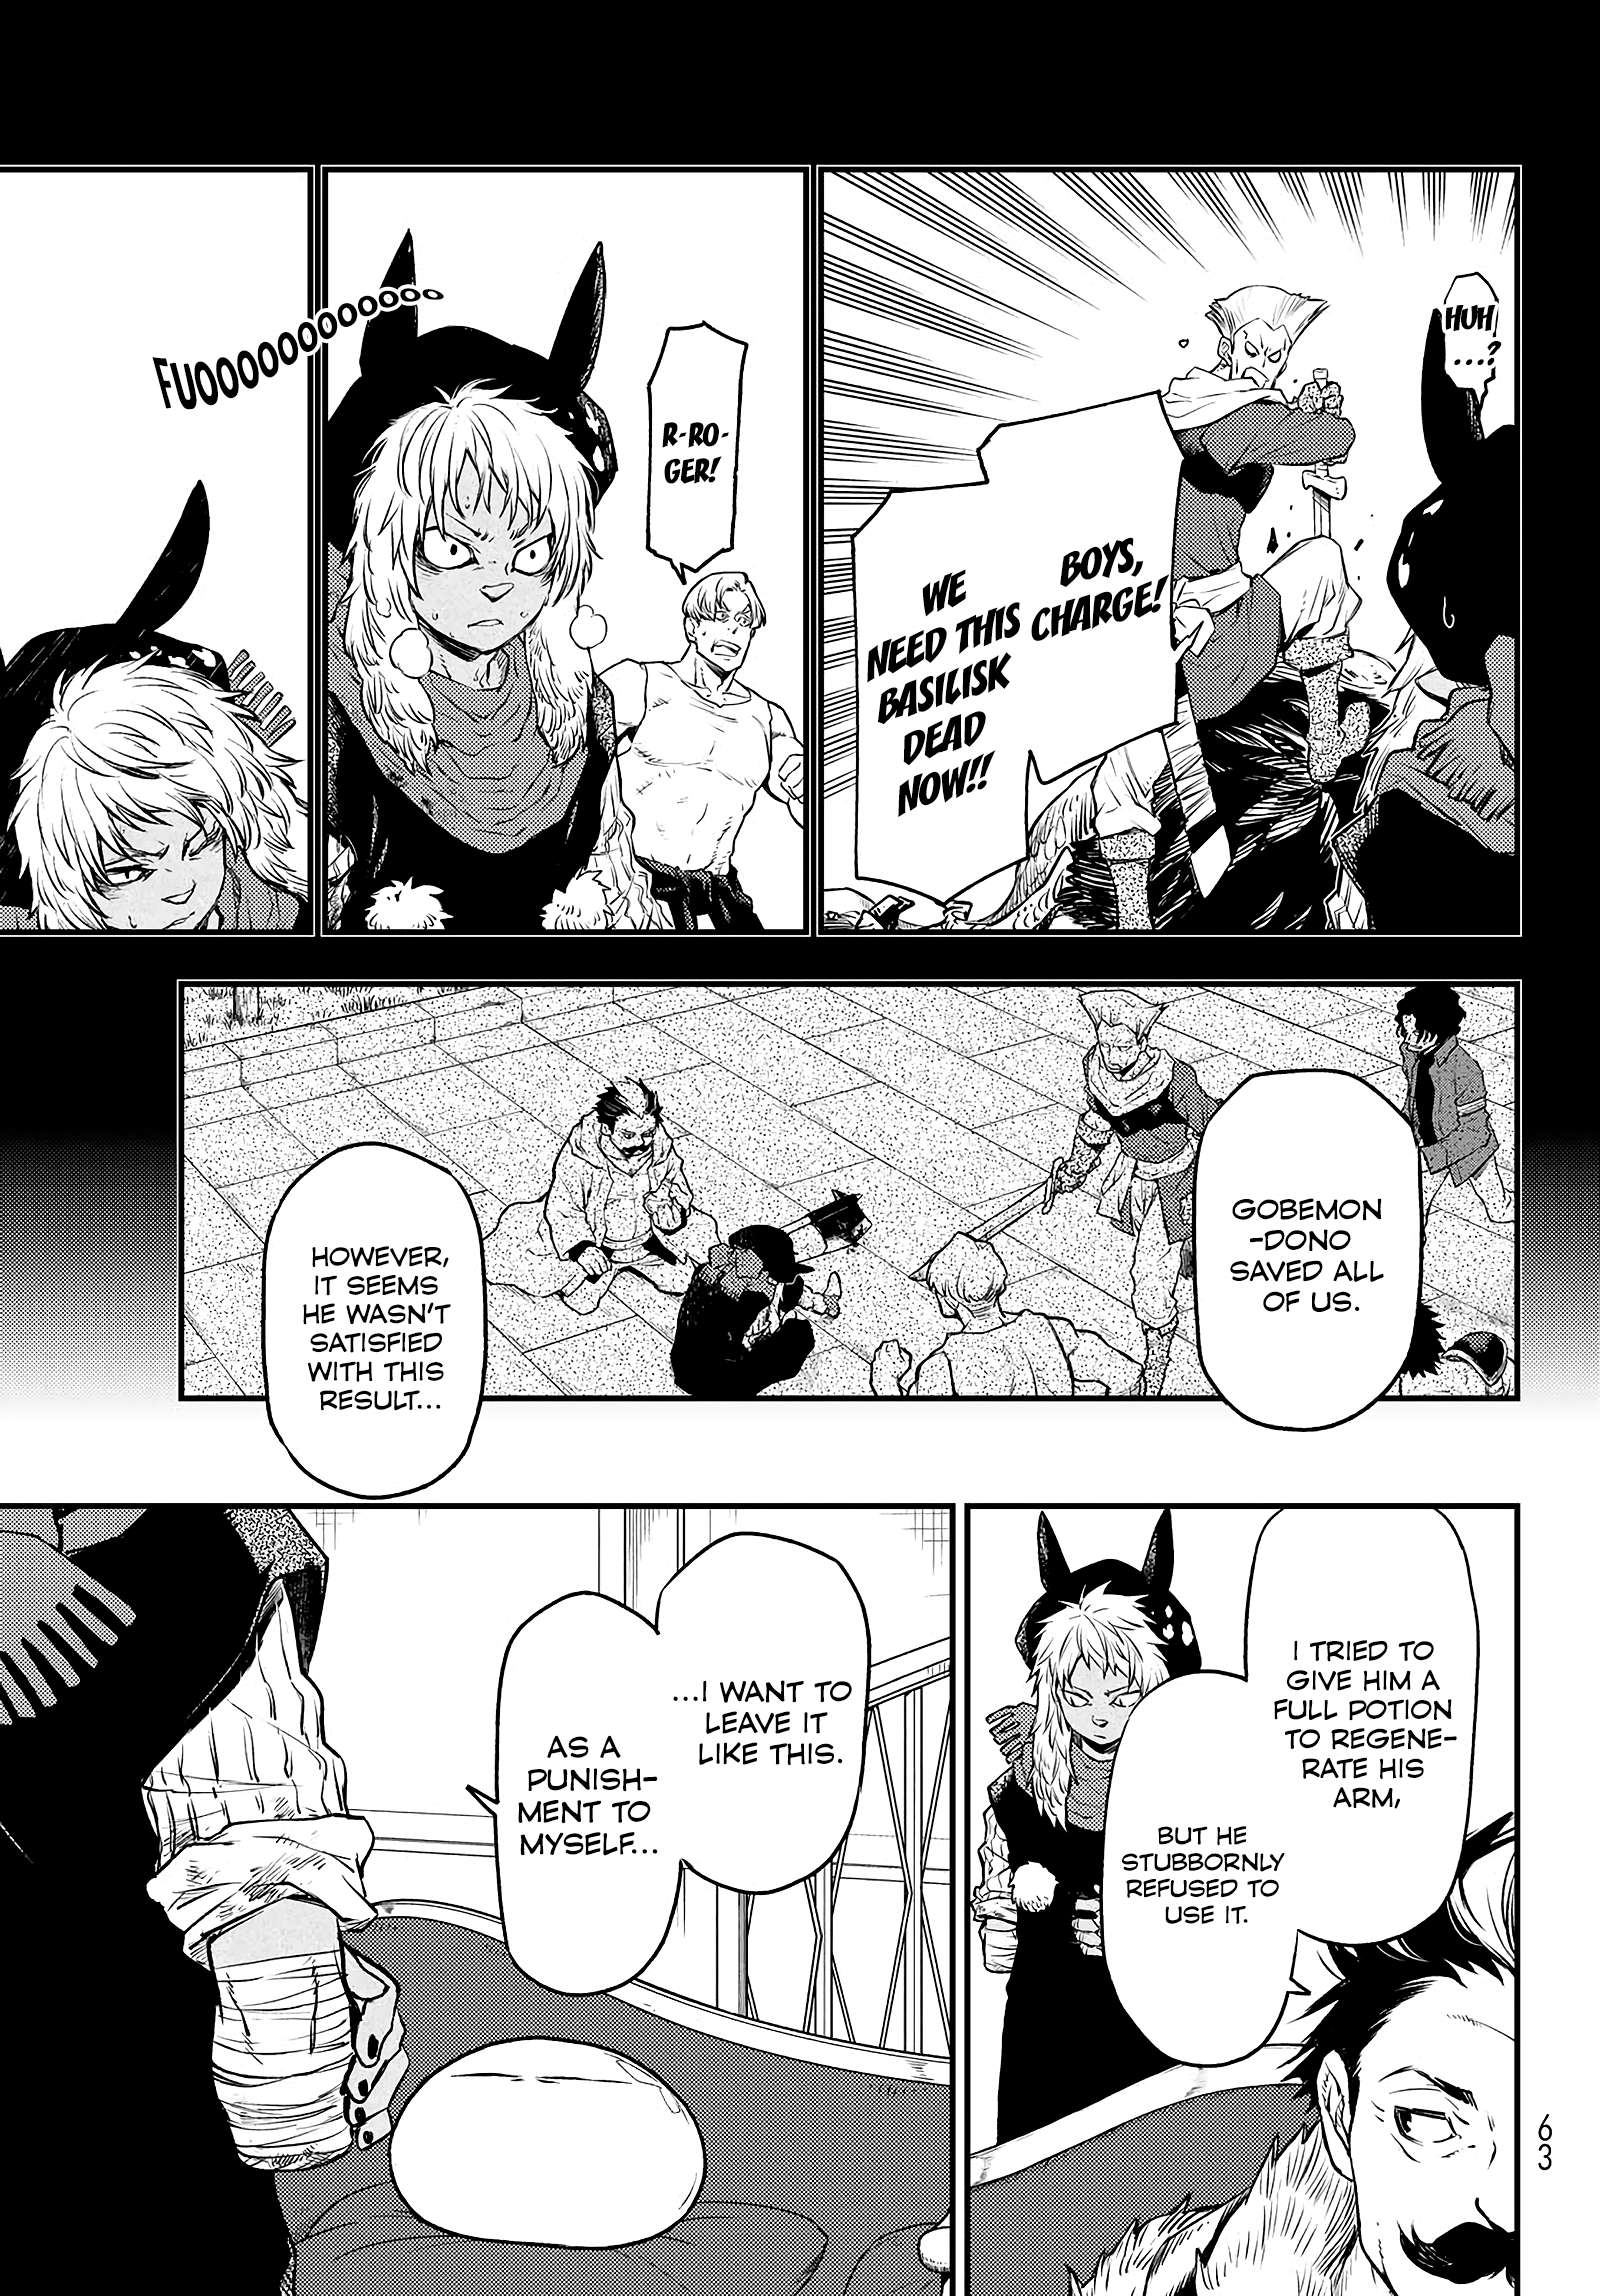 HUH
...?
BOYS,
CHARGE!
WE
NEED THIS
BASILISK
DEAD
NOW!!
R-RO-
GER!
FUOOOOOOOOOOOO...
GOBEMON
-DONO
SAVED ALL
OF US.
HOWEVER,
IT SEEMS
HE WASN'T
SATISFIED
WITH THIS
RESULT...
I TRIED TO
GIVE HIM A
FULL POTION
TO REGENE-
RATE HIS
ARM,
BUT HE
STUBBORNLY
REFUSED TO
USE IT.
...I WANT TO
LEAVE IT
LIKE THIS.
AS A
PUNISH-
MENT TO
MYSELF...
63